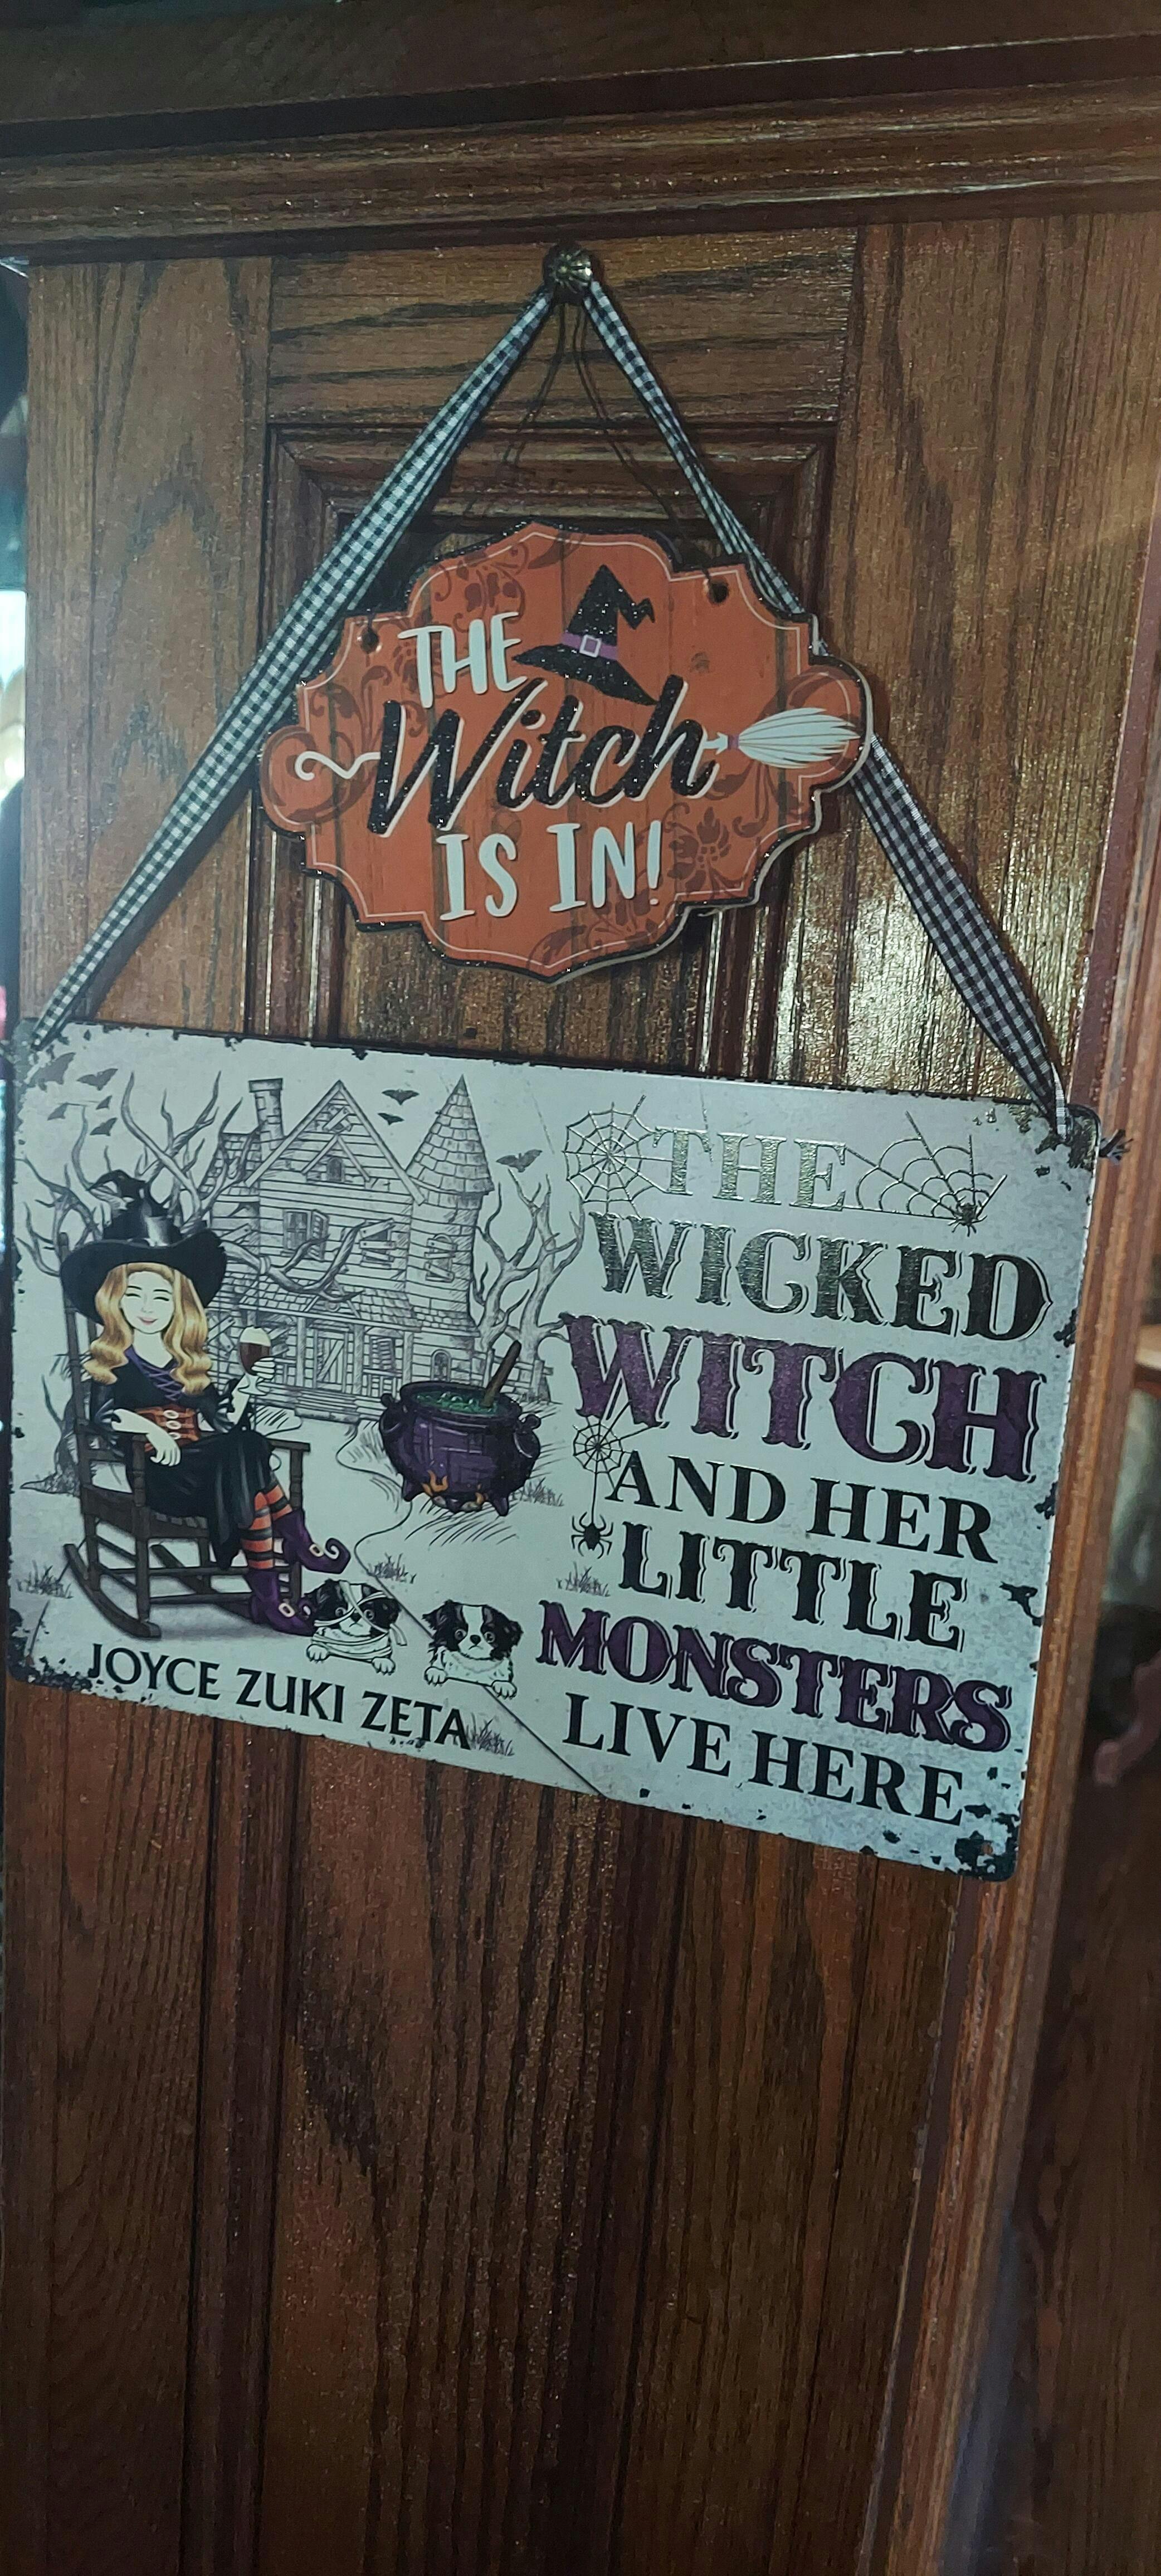 THE
Witch
IS IN!
THE
WICKED
WITCH
AND HER
LITTLE
MONSTERS
LIVE HERE
JOYCE ZUKI ZETA